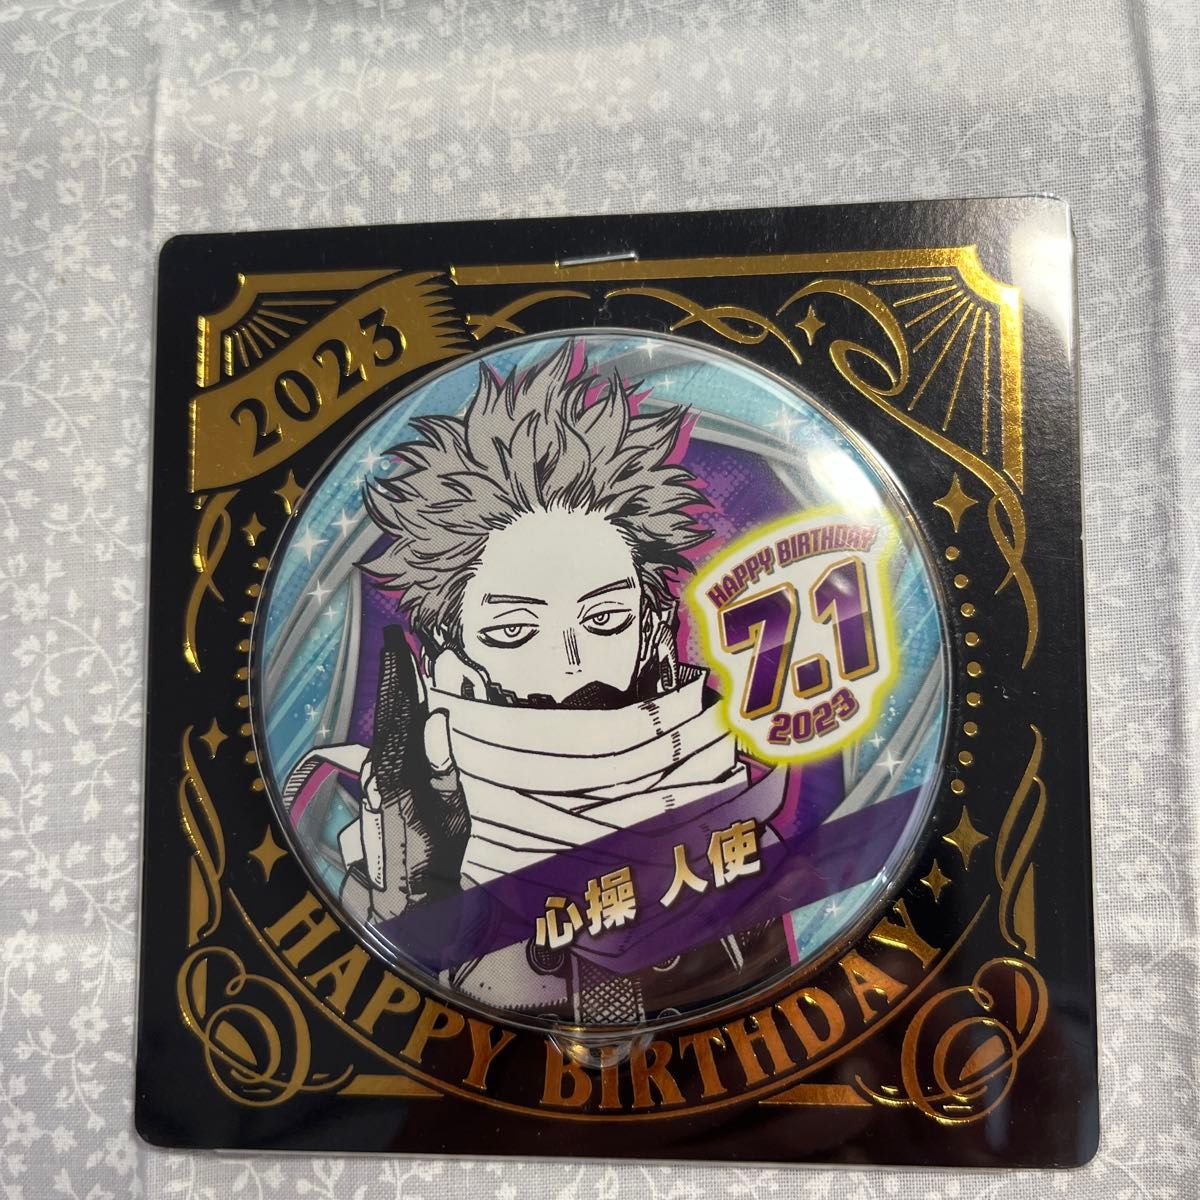 2023
HAPPY BIRTHDAY
7.1
2023
心操 人使
HAPPY BIRTHDAY